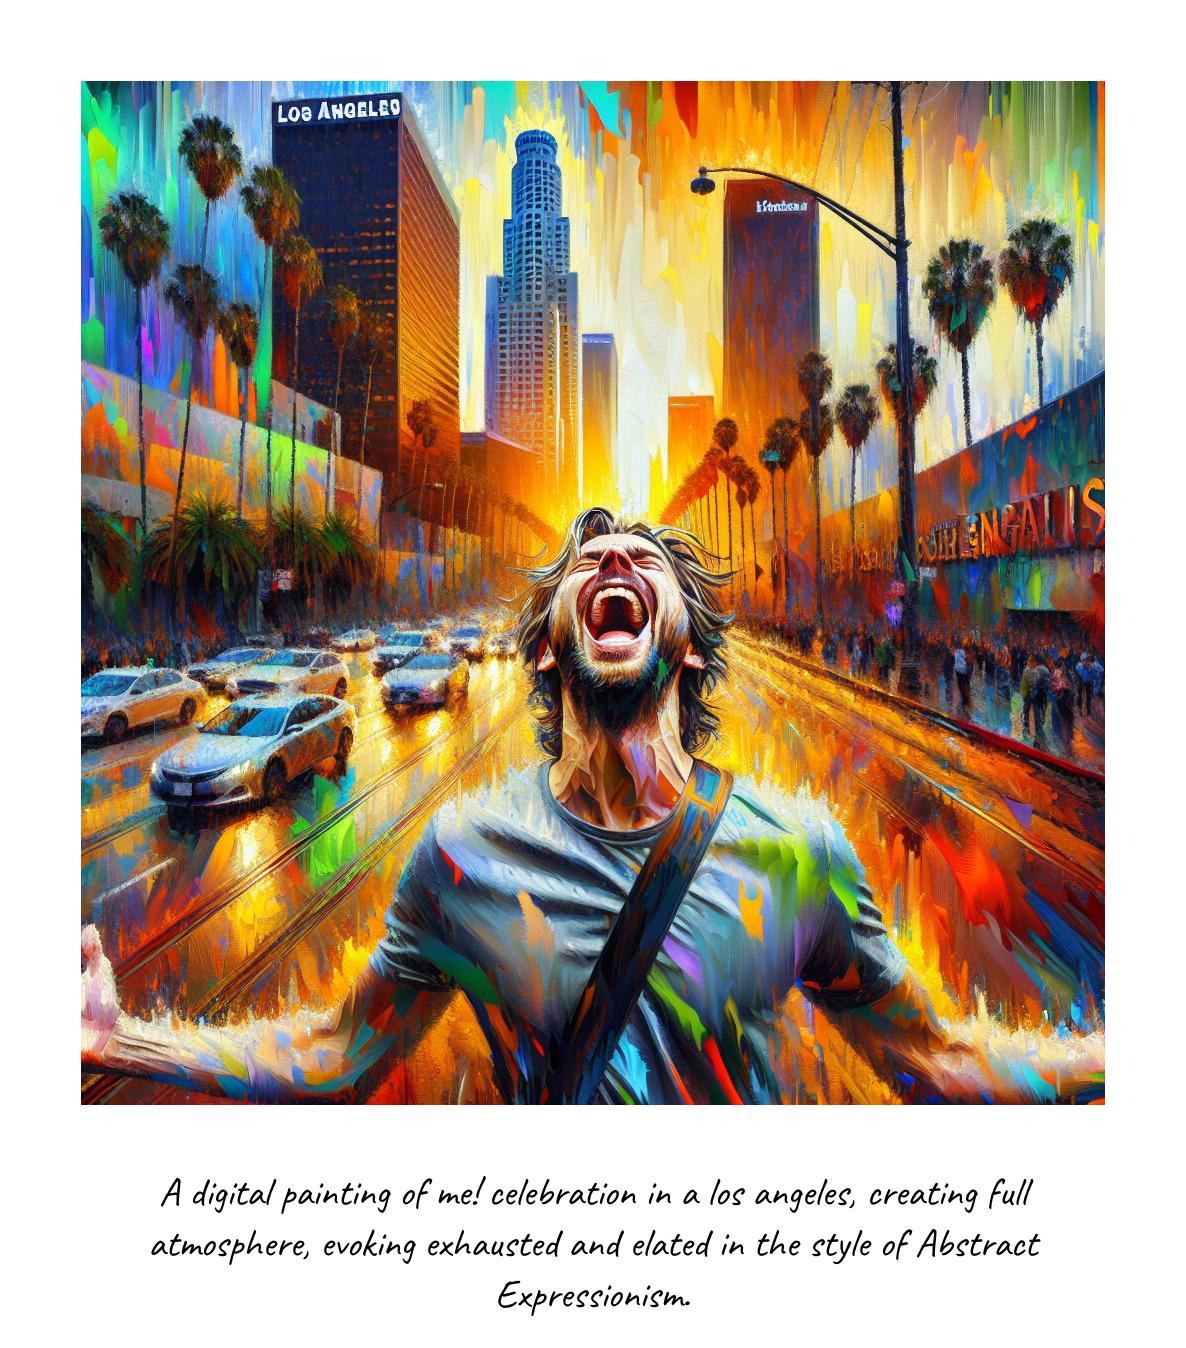 LOS ANGELES
A digital painting of me! celebration in a los angeles, creating full
atmosphere, evoking exhausted and elated in the style of Abstract
Expressionism.